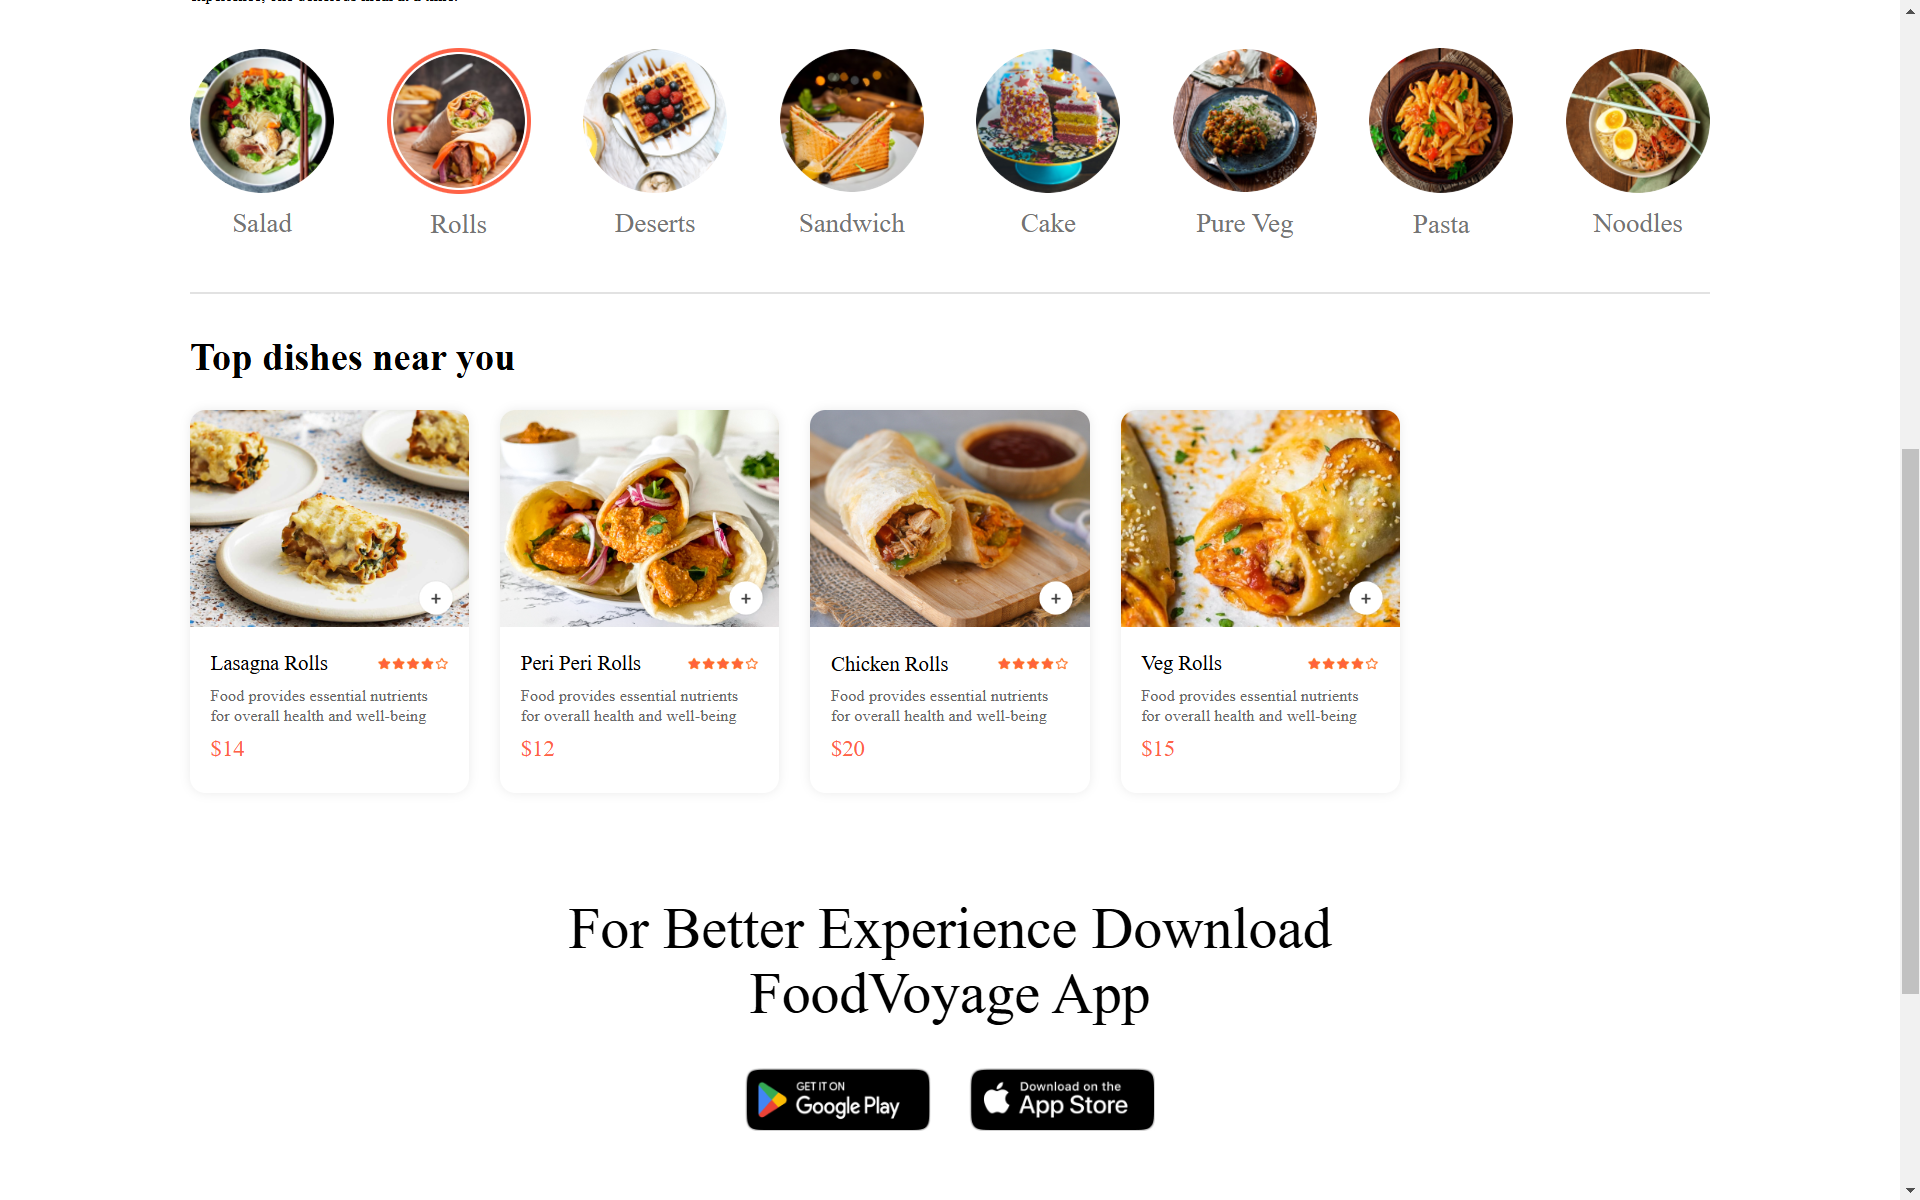 Salad
Rolls
Deserts
Sandwich
Cake
Pure Veg
Pasta
Noodles
Top dishes near you
Lasagna Rolls
Food provides essential nutrients
for overall health and well-being
$14
Peri Peri Rolls
Food provides essential nutrients
for overall health and well-being
$12
Chicken Rolls
Food provides essential nutrients
for overall health and well-being
$20
Veg Rolls
Food provides essential nutrients
for overall health and well-being
$15
For Better Experience Download
FoodVoyage App
GET IT ON
Google Play
Download on the
App Store